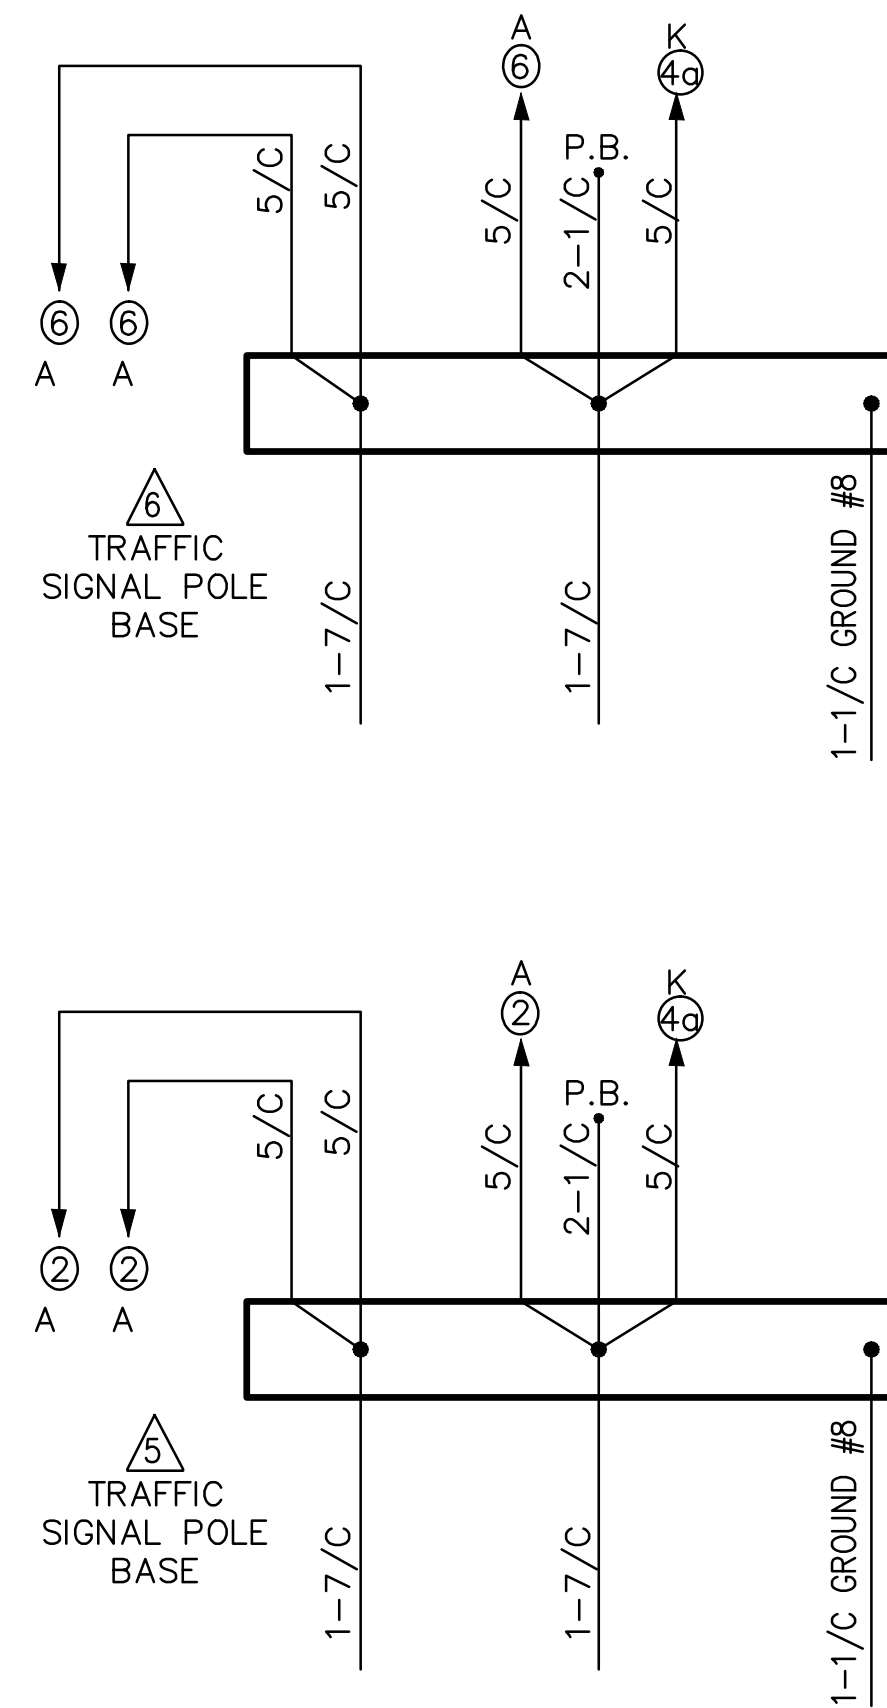 A
6
K
4a
P.B.
5/C
5/C
5/C
2-1/C
5/C
6
6
A
A
6
TRAFFIC
SIGNAL POLE
BASE
1-7/C
1-7/C
1-1/C GROUND #8
A
2
K
4a
P.B.
5/C
5/C
5/C
2-1/C
5/C
2
2
A
A
5
TRAFFIC
SIGNAL POLE
BASE
1-7/C
1-7/C
1-1/C GROUND #8